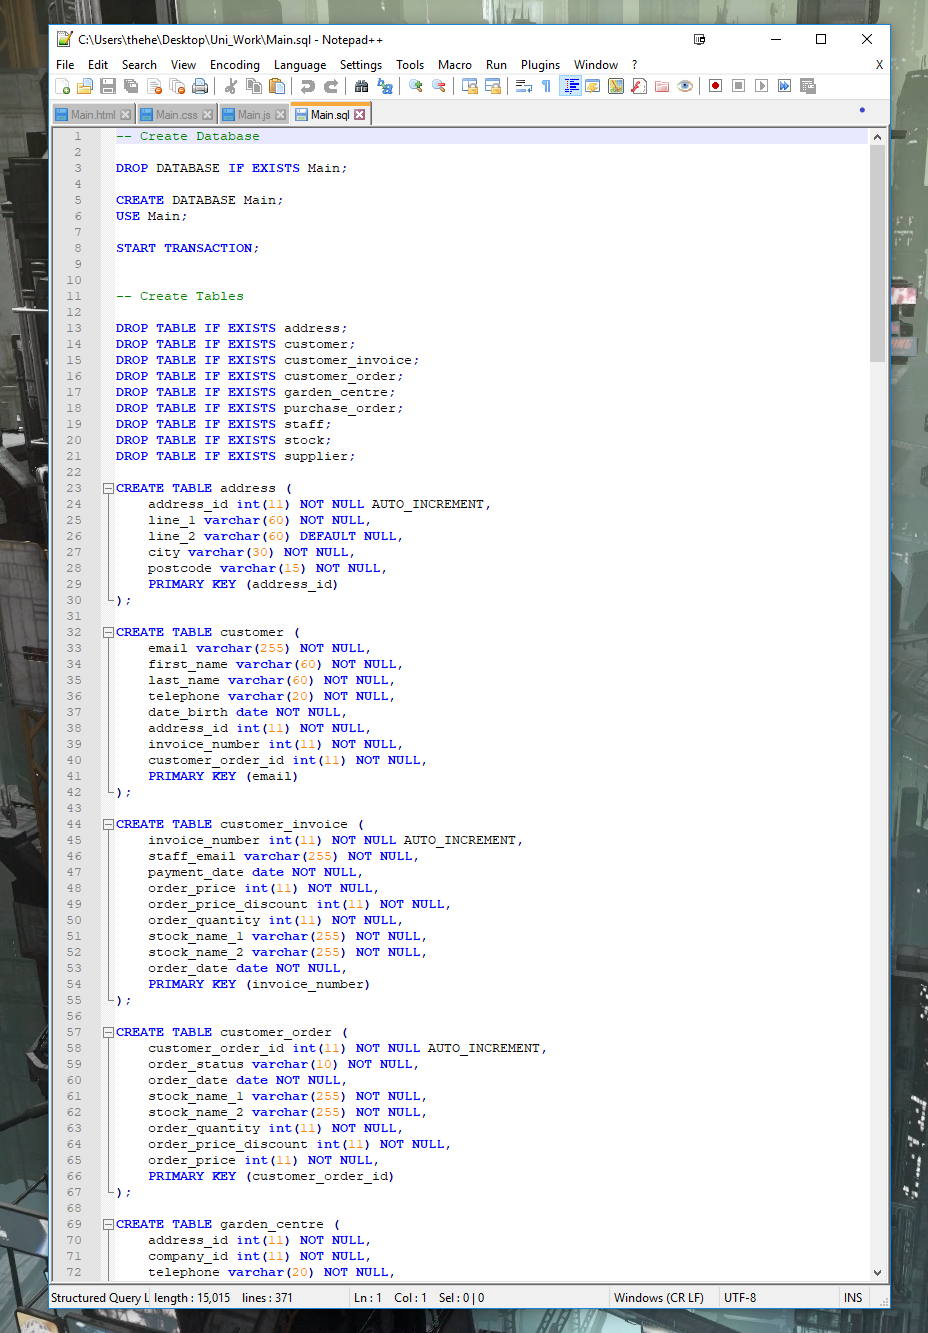 C:\Users\thehe\Desktop\Uni_Work\Main.sql - Notepad++
File Edit Search View Encoding Language Settings Tools Macro Run Plugins Window ? X
Main.html Main.css Main.js Main.sql
1 -- Create Database
2
3 DROP DATABASE IF EXISTS Main;
4
5 CREATE DATABASE Main;
6 USE Main;
7
8 START TRANSACTION;
9
10
11 -- Create Tables
12
13 DROP TABLE IF EXISTS address;
14 DROP TABLE IF EXISTS customer;
15 DROP TABLE IF EXISTS customer_invoice;
16 DROP TABLE IF EXISTS customer_order;
17 DROP TABLE IF EXISTS garden_centre;
18 DROP TABLE IF EXISTS purchase_order;
19 DROP TABLE IF EXISTS staff;
20 DROP TABLE IF EXISTS stock;
21 DROP TABLE IF EXISTS supplier;
22
23 CREATE TABLE address (
24 address_id int(11) NOT NULL AUTO_INCREMENT,
25 line_1 varchar(60) NOT NULL,
26 line_2 varchar(60) DEFAULT NULL,
27 city varchar(30) NOT NULL,
28 postcode varchar(15) NOT NULL,
29 PRIMARY KEY (address_id)
30 );
31
32 CREATE TABLE customer (
33 email varchar(255) NOT NULL,
34 first_name varchar(60) NOT NULL,
35 last_name varchar(60) NOT NULL,
36 telephone varchar(20) NOT NULL,
37 date_birth date NOT NULL,
38 address_id int(11) NOT NULL,
39 invoice_number int(11) NOT NULL,
40 customer_order_id int(11) NOT NULL,
41 PRIMARY KEY (email)
42 );
43
44 CREATE TABLE customer_invoice (
45 invoice_number int(11) NOT NULL AUTO_INCREMENT,
46 staff_email varchar(255) NOT NULL,
47 payment_date date NOT NULL,
48 order_price int(11) NOT NULL,
49 order_price_discount int(11) NOT NULL,
50 order_quantity int(11) NOT NULL,
51 stock_name_1 varchar(255) NOT NULL,
52 stock_name_2 varchar(255) NOT NULL,
53 order_date date NOT NULL,
54 PRIMARY KEY (invoice_number)
55 );
56
57 CREATE TABLE customer_order (
58 customer_order_id int(11) NOT NULL AUTO_INCREMENT,
59 order_status varchar(10) NOT NULL,
60 order_date date NOT NULL,
61 stock_name_1 varchar(255) NOT NULL,
62 stock_name_2 varchar(255) NOT NULL,
63 order_quantity int(11) NOT NULL,
64 order_price_discount int(11) NOT NULL,
65 order_price int(11) NOT NULL,
66 PRIMARY KEY (customer_order_id)
67 );
68
69 CREATE TABLE garden_centre (
70 address_id int(11) NOT NULL,
71 company_id int(11) NOT NULL,
72 telephone varchar(20) NOT NULL,
Structured Query L length : 15,015 lines : 371 Ln : 1 Col : 1 Sel : 0 | 0 Windows (CR LF) UTF-8 INS